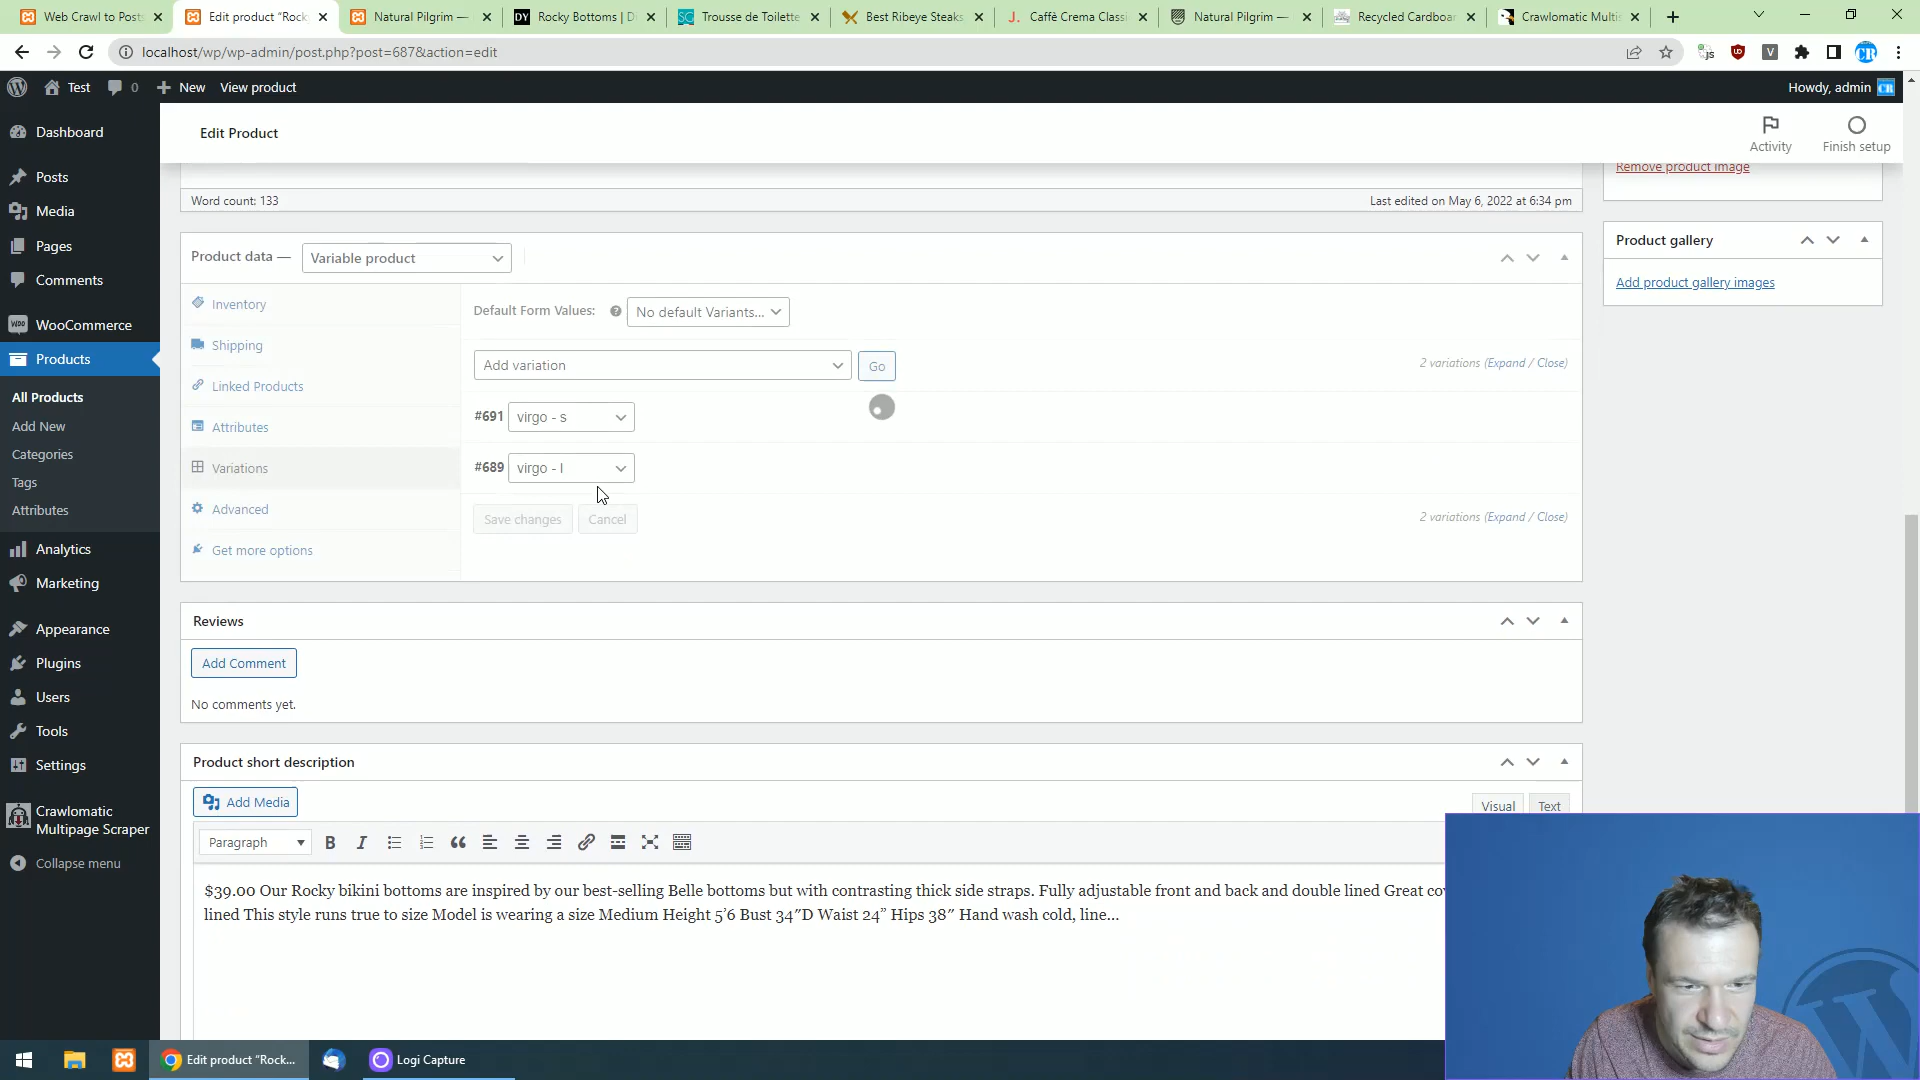 Web Crawl to Posts
Edit product "Rock
Natural Pilgrim —
Rocky Bottoms | D
Trousse de Toilette
Best Ribeye Steaks
Caffè Crema Classi
Natural Pilgrim —
Recycled Cardboar
Crawlomatic Multi
localhost/wp/wp-admin/post.php?post=687&action=edit
Test
0
New
View product
Howdy, admin
Dashboard
Posts
Media
Pages
Comments
WooCommerce
Products
All Products
Add New
Categories
Tags
Attributes
Analytics
Marketing
Appearance
Plugins
Users
Tools
Settings
Crawlomatic
Multipage Scraper
Collapse menu
Edit Product
Activity
Finish setup
Word count: 133
Last edited on May 6, 2022 at 6:34 pm
Remove product image
Product gallery
Add product gallery images
Product data —
Variable product
Inventory
Shipping
Linked Products
Attributes
Variations
Advanced
Get more options
Default Form Values:
No default Variants...
Add variation
Go
2 variations (Expand / Close)
#691
virgo - s
#689
virgo - l
Save changes
Cancel
2 variations (Expand / Close)
Reviews
Add Comment
No comments yet.
Product short description
Add Media
Visual
Text
Paragraph
$39.00 Our Rocky bikini bottoms are inspired by our best-selling Belle bottoms but with contrasting thick side straps. Fully adjustable front and back and double lined Great cov
lined This style runs true to size Model is wearing a size Medium Height 5’6 Bust 34″D Waist 24” Hips 38″ Hand wash cold, line…
Edit product "Rock...
Logi Capture